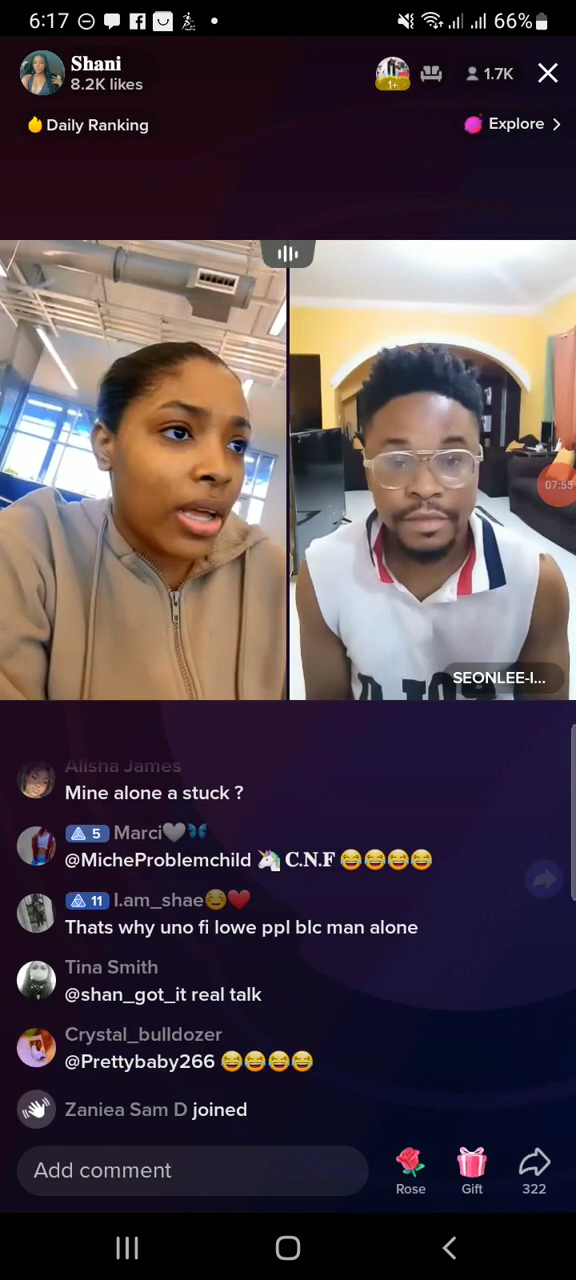 6:17 66%
Shani
8.2K likes
1+
1.7K
Daily Ranking
Explore >
07:55
SEONLEE-I...
Alisha James
Mine alone a stuck ?
5 Marci🤍🦋
@MicheProblemchild 🦄 C.N.F 😂😂😂😂
11 I.am_shae☺️❤️
Thats why uno fi lowe ppl blc man alone
Tina Smith
@shan_got_it real talk
Crystal_bulldozer
@Prettybaby266 😂😂😂😂
Zaniea Sam D joined
Add comment
Rose
Gift
322